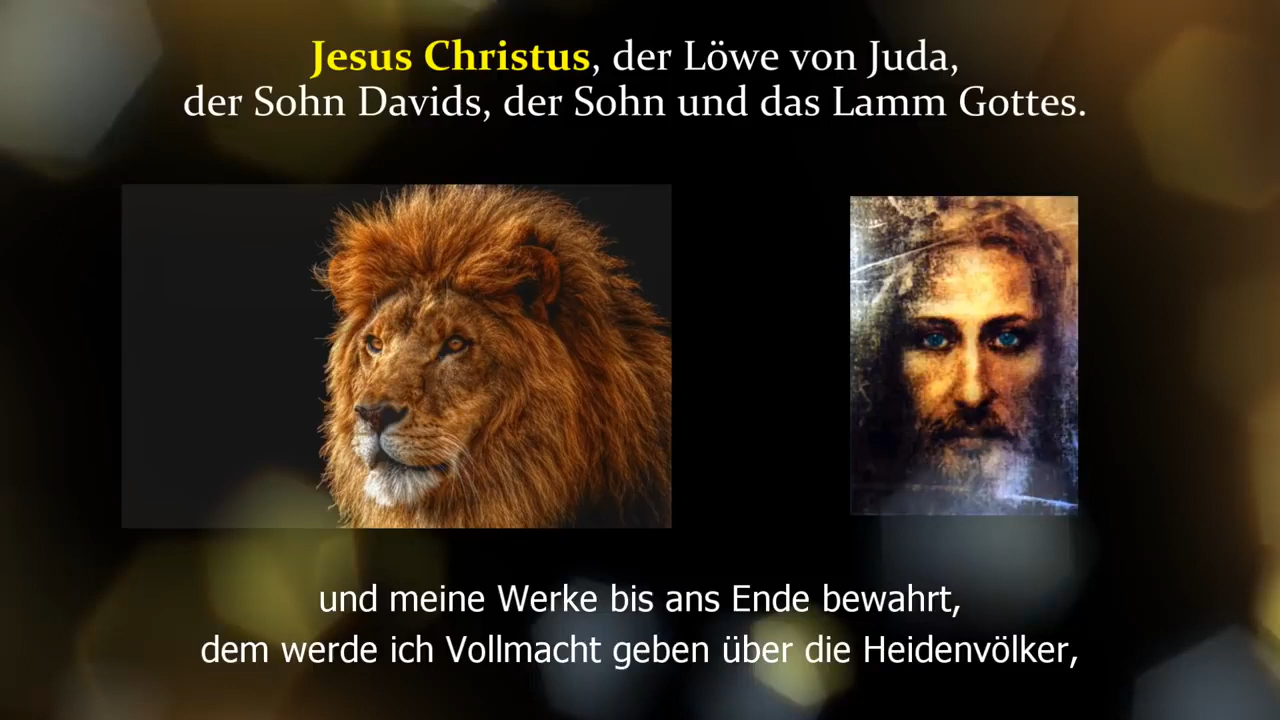 Jesus Christus, der Löwe von Juda,
der Sohn Davids, der Sohn und das Lamm Gottes.
und meine Werke bis ans Ende bewahrt,
dem werde ich Vollmacht geben über die Heidenvölker,